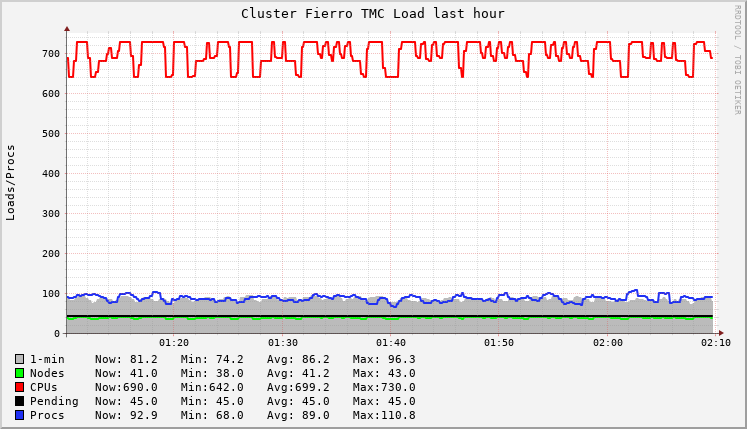 Cluster Fierro TMC Load last hour
RRDTOOL / TOBI OETIKER
Loads/Procs
700
600
500
400
300
200
100
0
01:20 01:30 01:40 01:50 02:00 02:10
1-min Now: 81.2 Min: 74.2 Avg: 86.2 Max: 96.3
Nodes Now: 41.0 Min: 38.0 Avg: 41.2 Max: 43.0
CPUs Now:690.0 Min:642.0 Avg:699.2 Max:730.0
Pending Now: 45.0 Min: 45.0 Avg: 45.0 Max: 45.0
Procs Now: 92.9 Min: 68.0 Avg: 89.0 Max:110.8